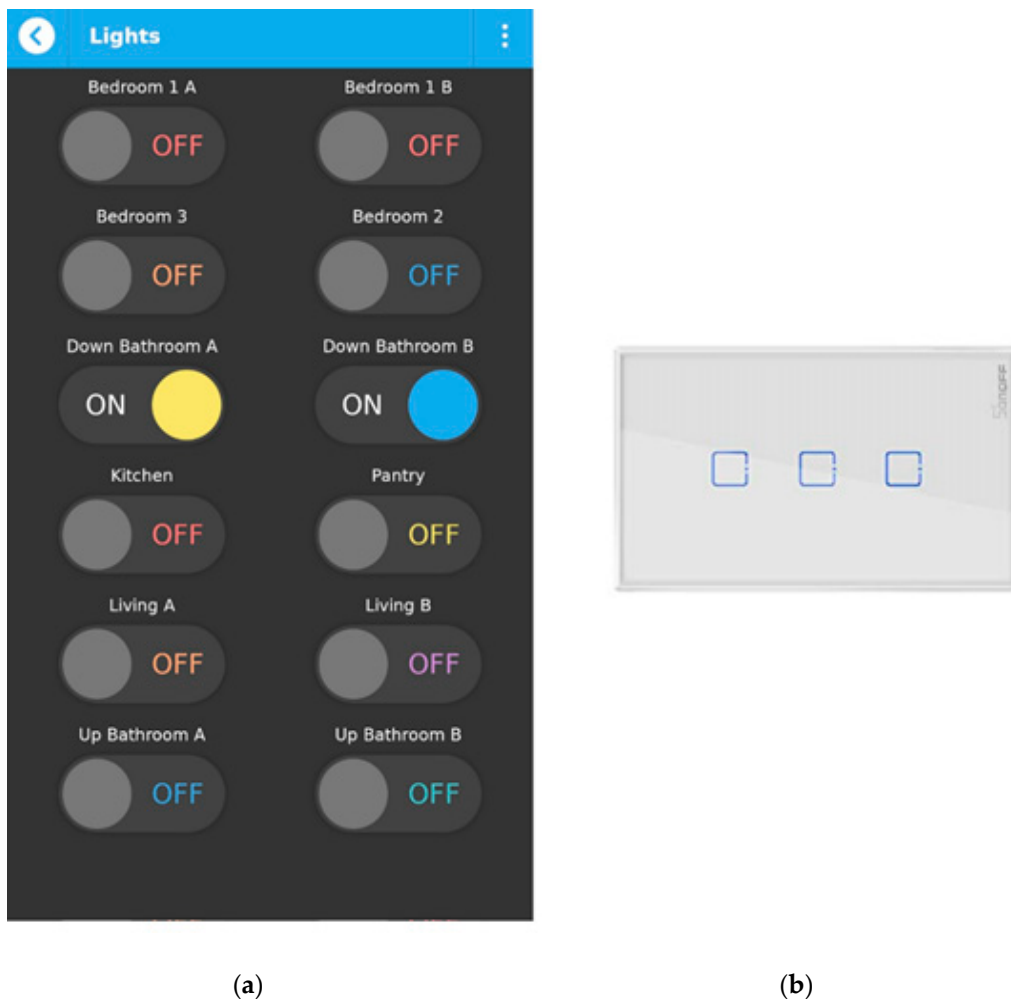 Lights
Bedroom 1 A Bedroom 1 B
OFF OFF
Bedroom 3 Bedroom 2
OFF OFF
Down Bathroom A Down Bathroom B
ON ON
Kitchen Pantry
OFF OFF
Living A Living B
OFF OFF
Up Bathroom A Up Bathroom B
OFF OFF
SonOFF
(a) (b)